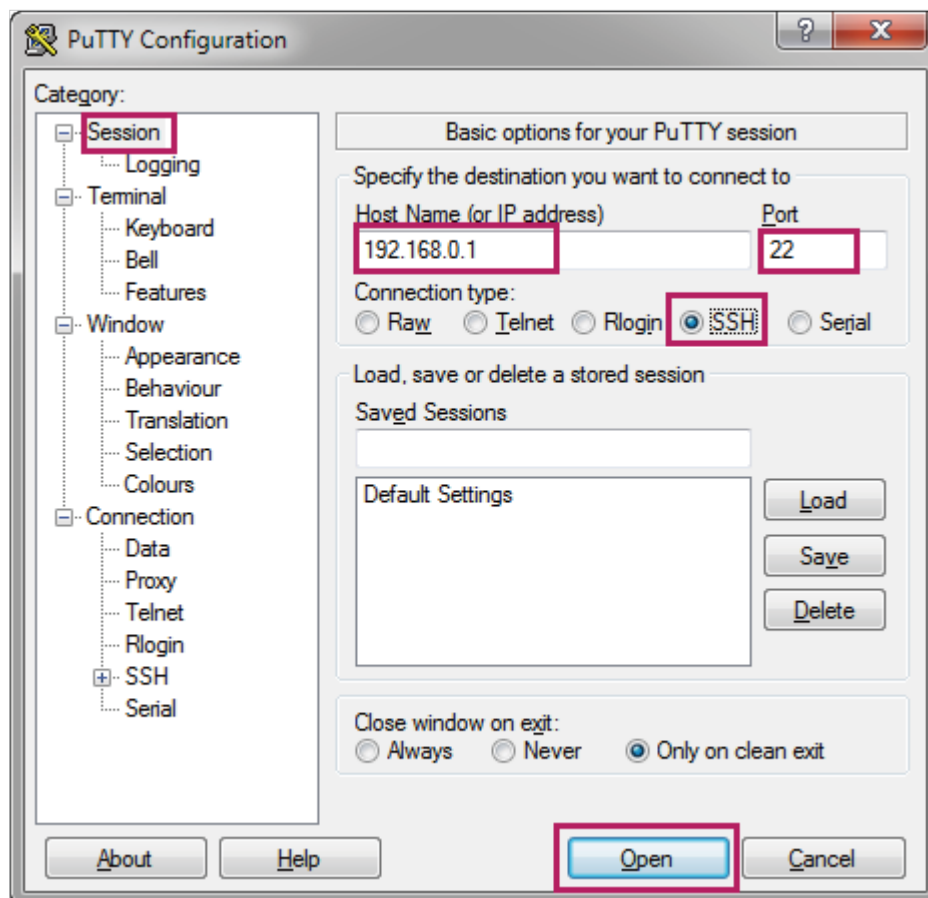 PuTTY Configuration
Category:
Session
Logging
Terminal
Keyboard
Bell
Features
Window
Appearance
Behaviour
Translation
Selection
Colours
Connection
Data
Proxy
Telnet
Rlogin
SSH
Serial
Basic options for your PuTTY session
Specify the destination you want to connect to
Host Name (or IP address) Port
192.168.0.1 22
Connection type:
Raw Telnet Rlogin SSH Serial
Load, save or delete a stored session
Saved Sessions
Default Settings
Load
Save
Delete
Close window on exit:
Always Never Only on clean exit
About Help Open Cancel